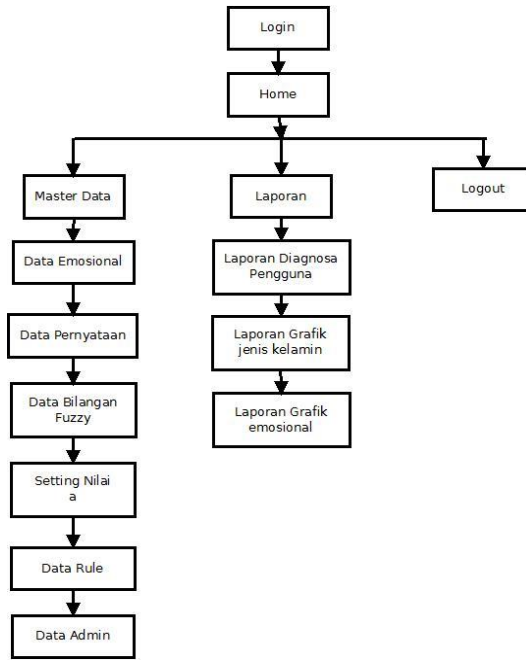 Login
Home
Master Data
Laporan
Logout
Data Emosional
Laporan Diagnosa
Pengguna
Data Pernyataan
Laporan Grafik
jenis kelamin
Data Bilangan
Fuzzy
Laporan Grafik
emosional
Setting Nilai
a
Data Rule
Data Admin